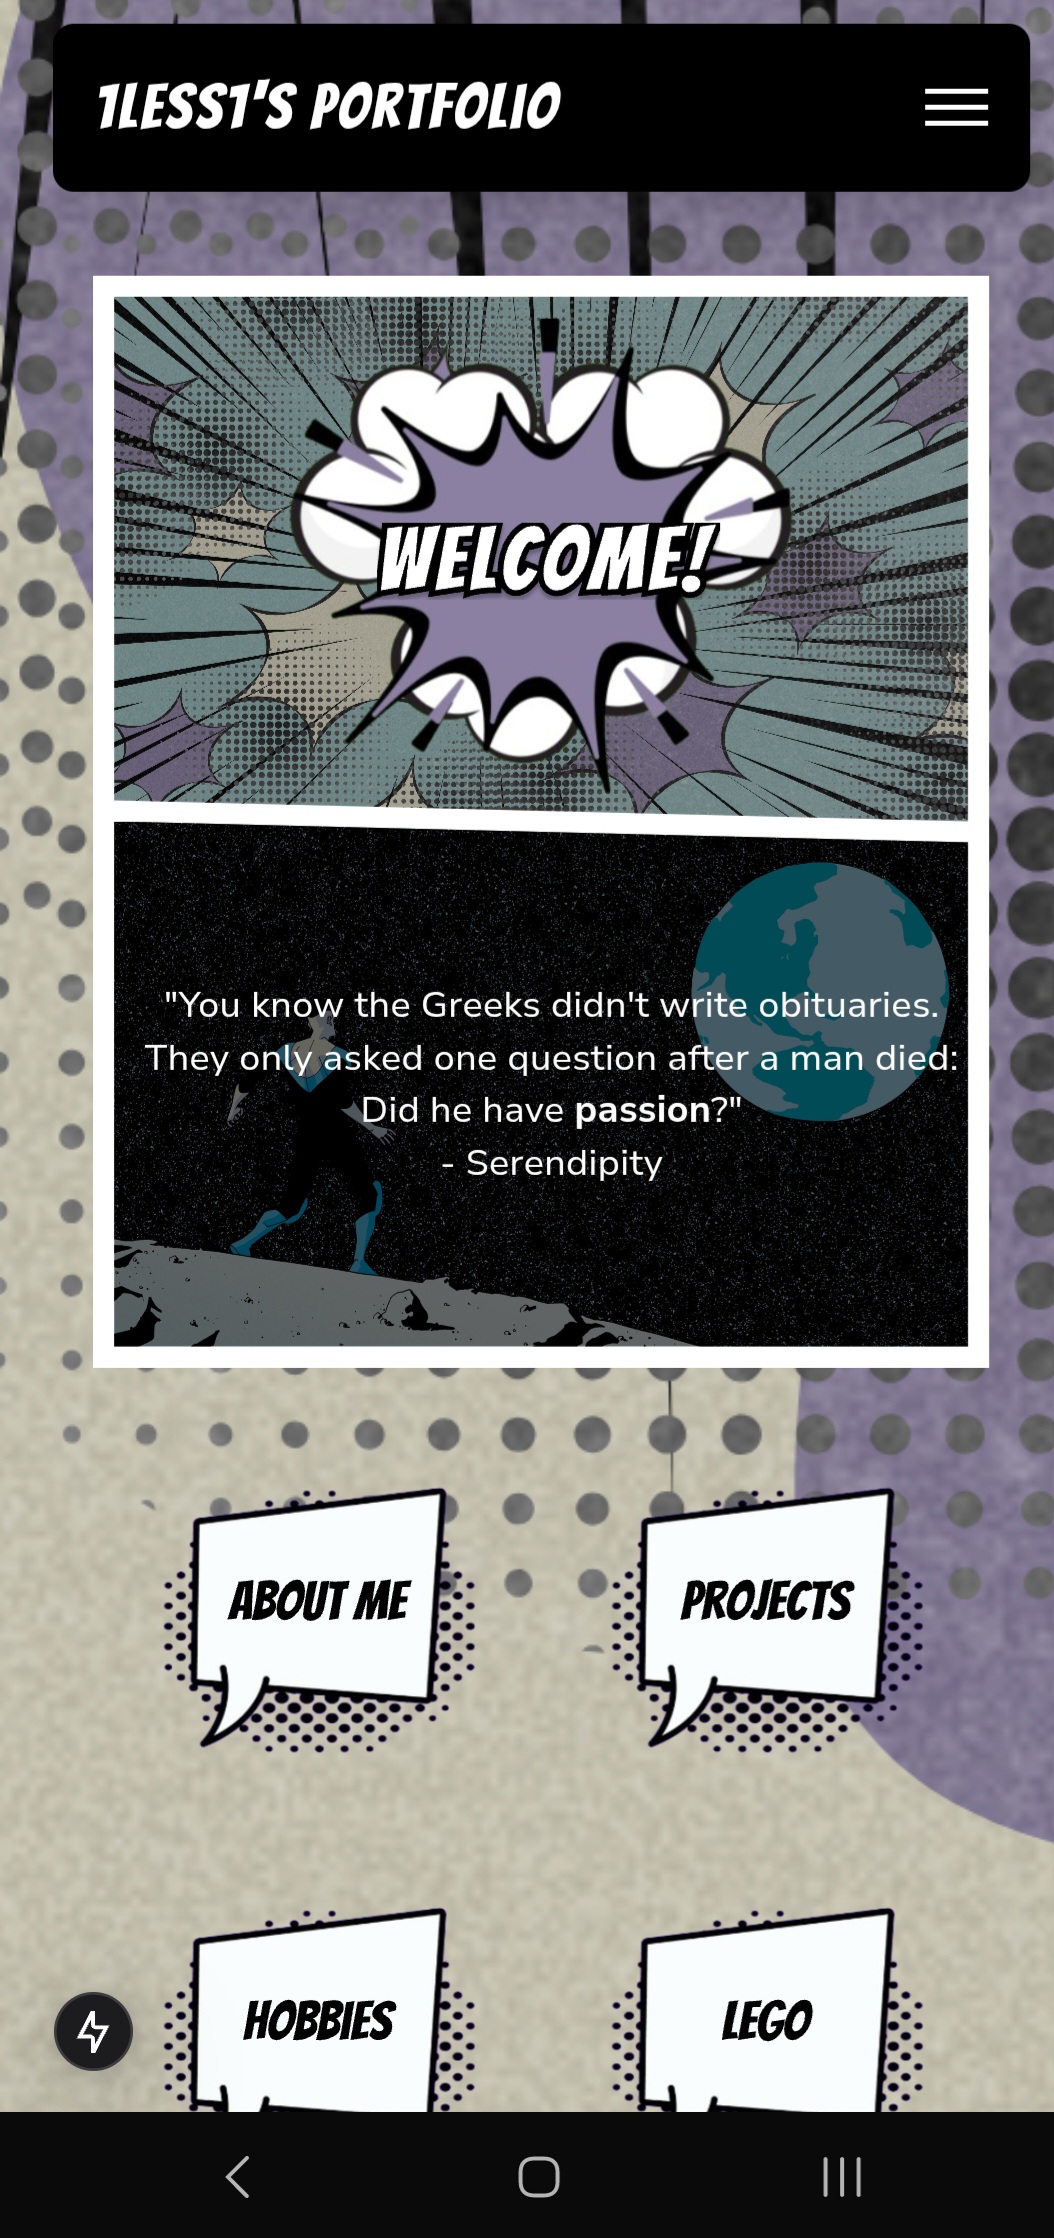 1LESS1'S PORTFOLIO
WELCOME!
"You know the Greeks didn't write obituaries.
They only asked one question after a man died:
Did he have passion?"
- Serendipity
ABOUT ME
PROJECTS
HOBBIES
LEGO